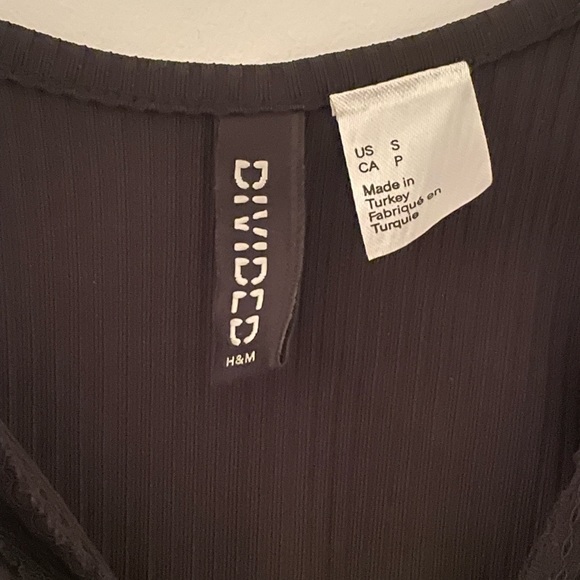 DIVIDED
H&M
US S
CA P
Made in
Turkey
Fabriqué en
Turquie